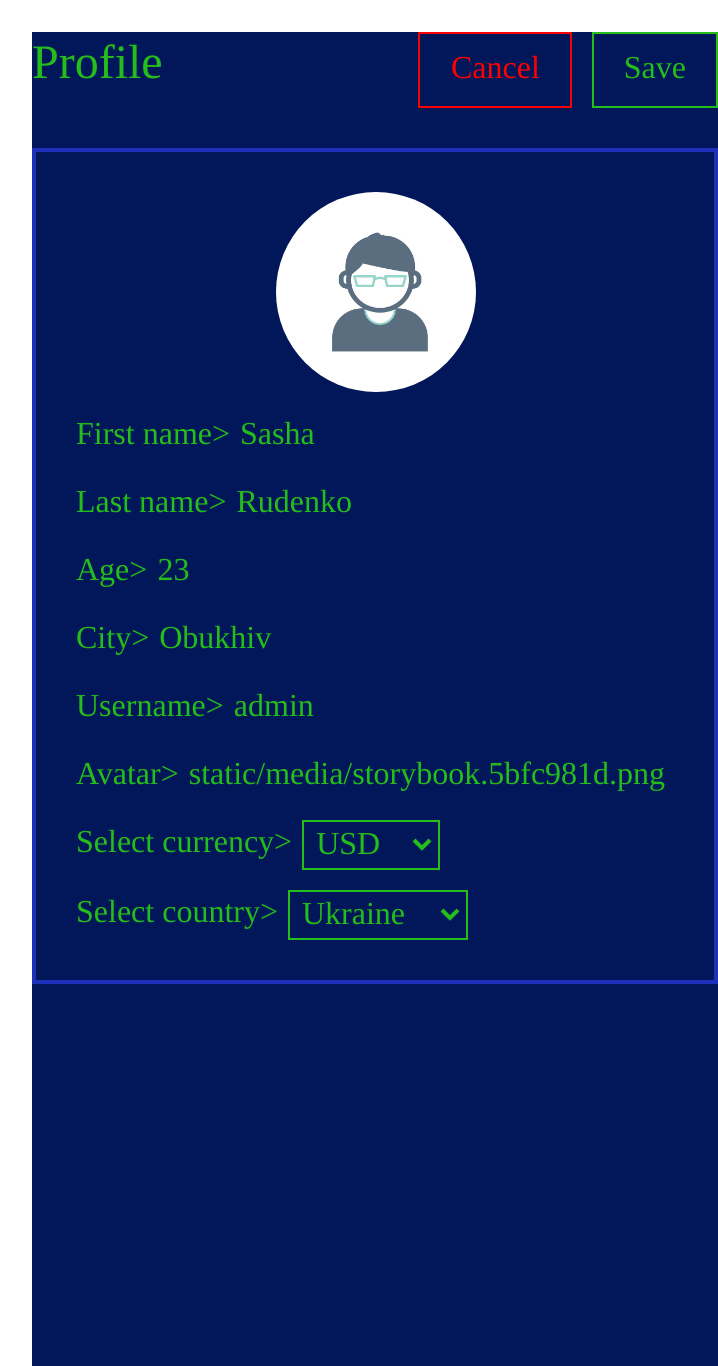 Profile Cancel Save
First name> Sasha
Last name> Rudenko
Age> 23
City> Obukhiv
Username> admin
Avatar> static/media/storybook.5bfc981d.png
Select currency> USD
Select country> Ukraine